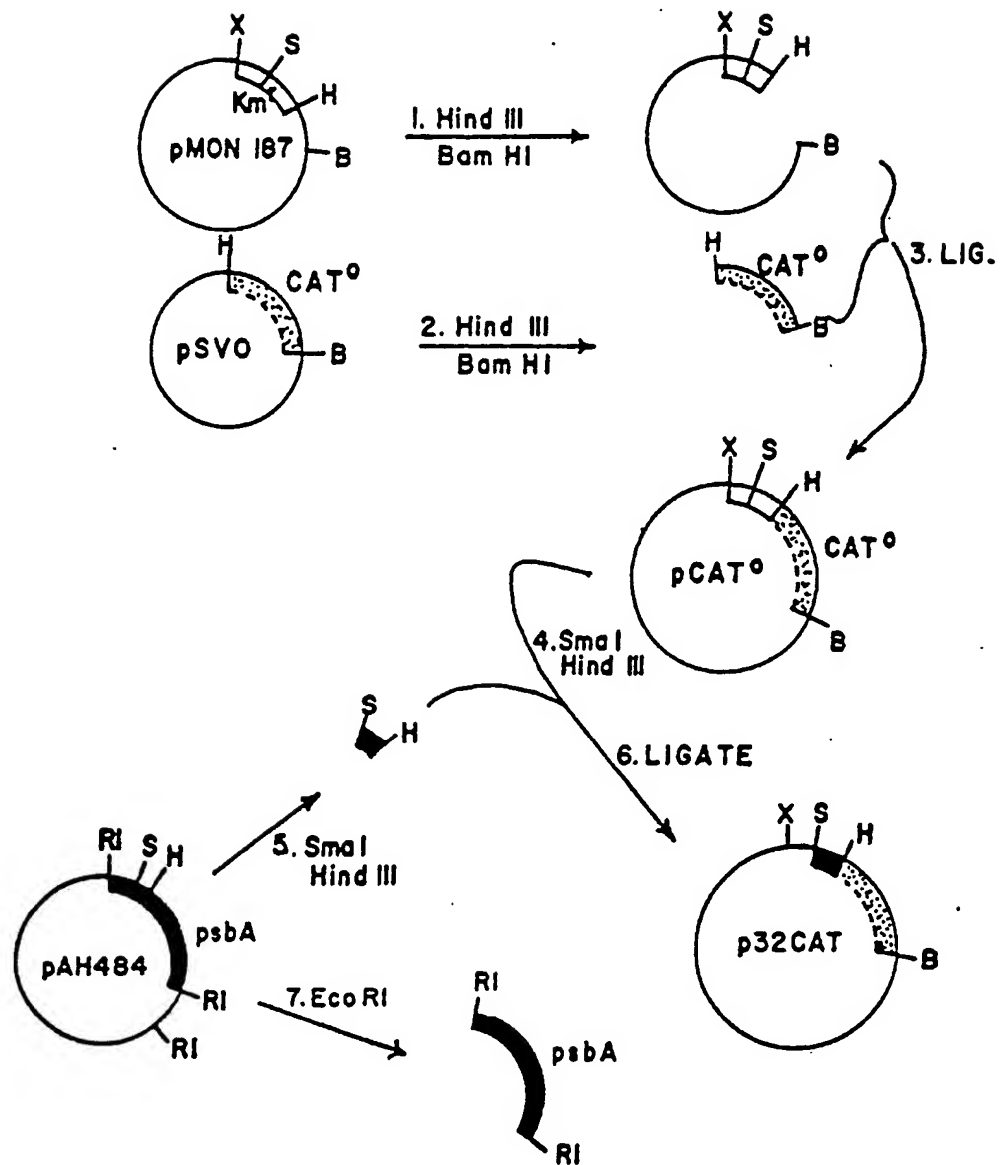 X
S
H
Km^r
pMON 187
B
1. Hind III
Bam HI
X
S
H
B
H
CAT°
pSVO
B
2. Hind III
Bam HI
H
CAT°
B
3. LIG.
X
S
H
CAT°
pCAT°
B
4. SmaI
Hind III
S
H
6. LIGATE
RI
S
H
psbA
pAH484
RI
RI
5. SmaI
Hind III
7. Eco RI
RI
psbA
RI
X
S
H
p32CAT
B